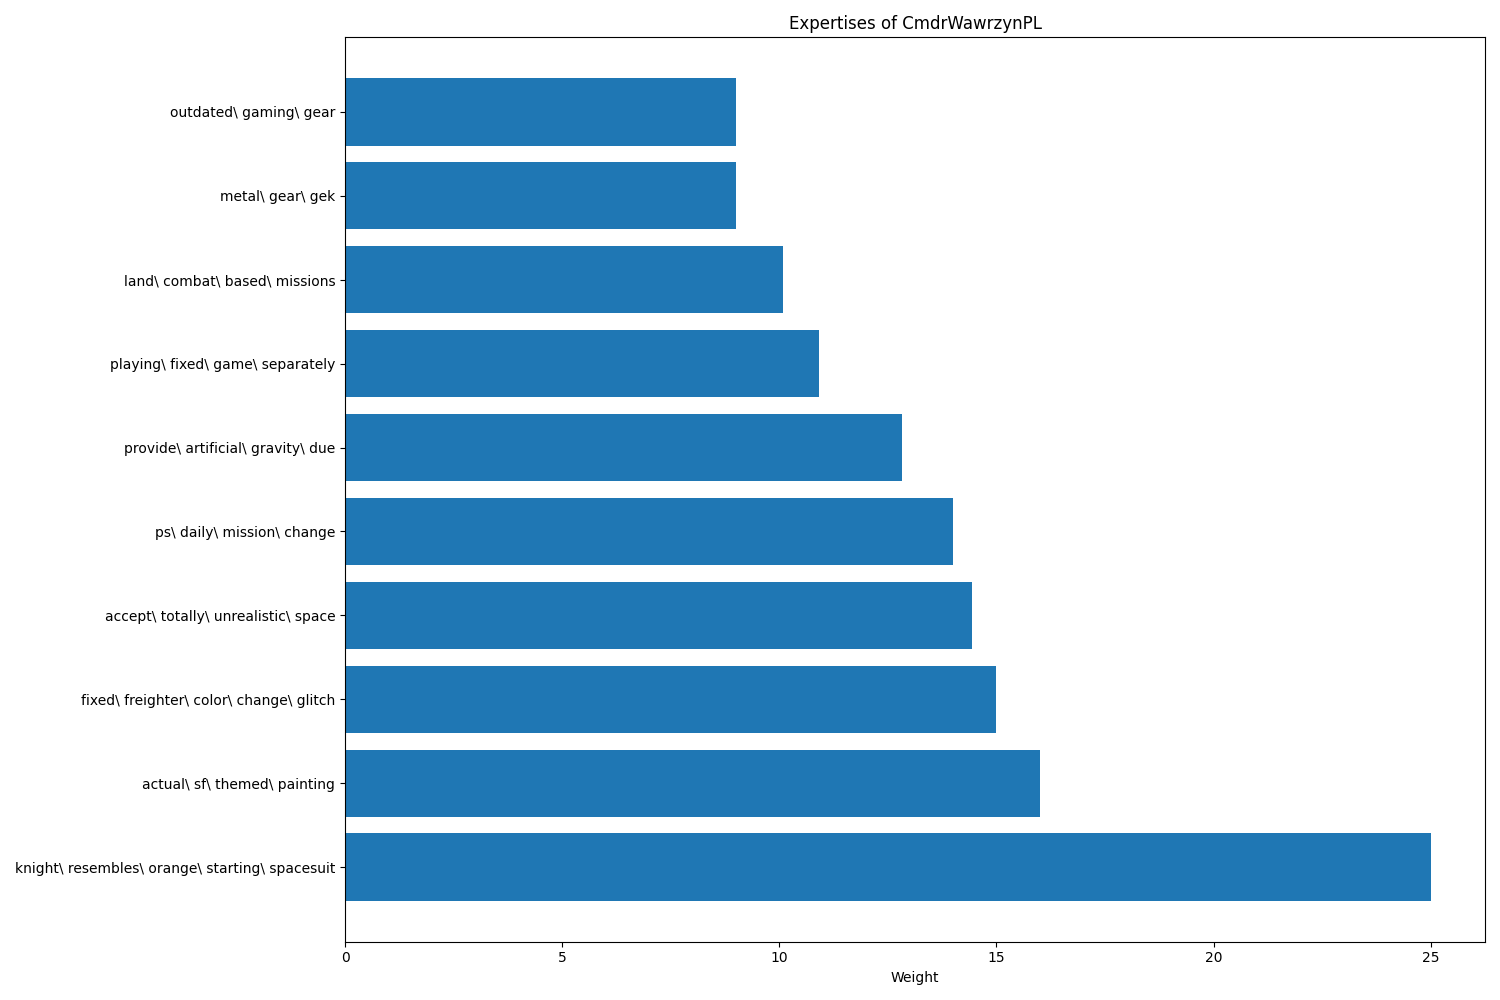 Expertises of CmdrWawrzynPL
outdated\ gaming\ gear
metal\ gear\ gek
land\ combat\ based\ missions
playing\ fixed\ game\ separately
provide\ artificial\ gravity\ due
ps\ daily\ mission\ change
accept\ totally\ unrealistic\ space
fixed\ freighter\ color\ change\ glitch
actual\ sf\ themed\ painting
knight\ resembles\ orange\ starting\ spacesuit
0 5 10 15 20 25
Weight